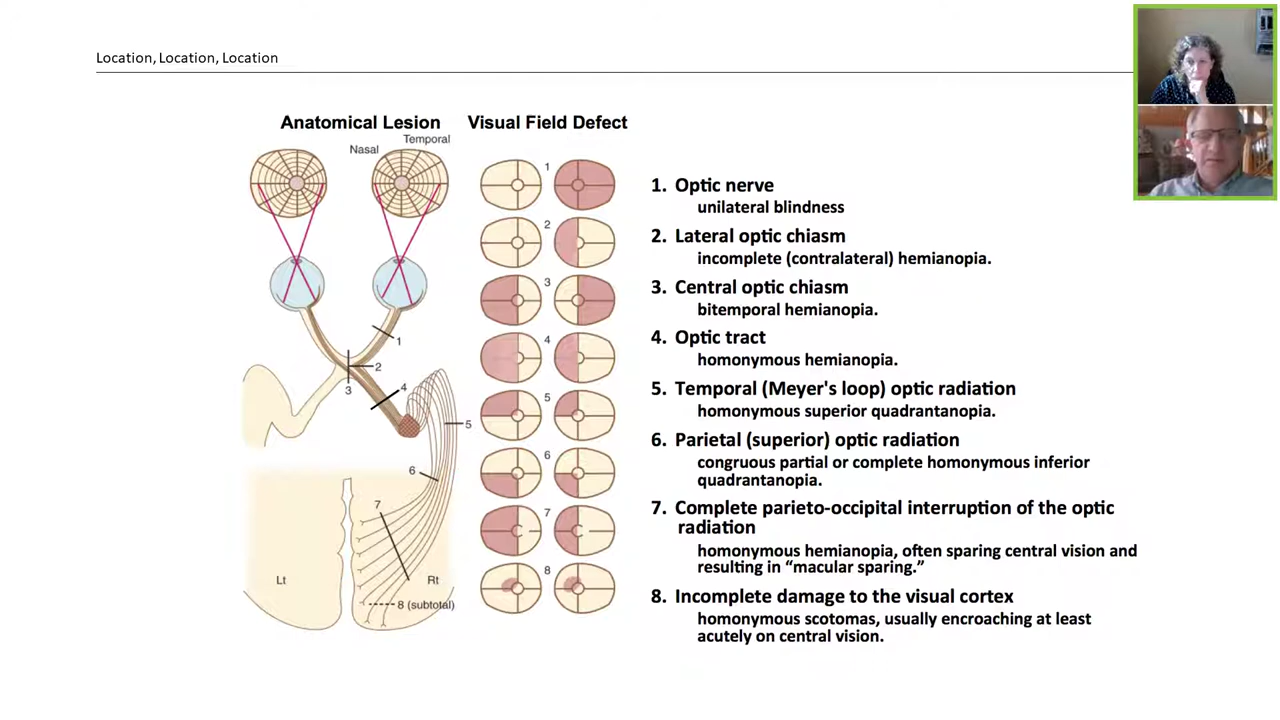 Location, Location, Location
Anatomical Lesion
Visual Field Defect
Nasal
Temporal
1
2
3
4
5
6
7
8
1
2
3
4
5
6
7
8 (subtotal)
Lt
Rt
1. Optic nerve
unilateral blindness
2. Lateral optic chiasm
incomplete (contralateral) hemianopia.
3. Central optic chiasm
bitemporal hemianopia.
4. Optic tract
homonymous hemianopia.
5. Temporal (Meyer's loop) optic radiation
homonymous superior quadrantanopia.
6. Parietal (superior) optic radiation
congruous partial or complete homonymous inferior
quadrantanopia.
7. Complete parieto-occipital interruption of the optic
radiation
homonymous hemianopia, often sparing central vision and
resulting in “macular sparing.”
8. Incomplete damage to the visual cortex
homonymous scotomas, usually encroaching at least
acutely on central vision.